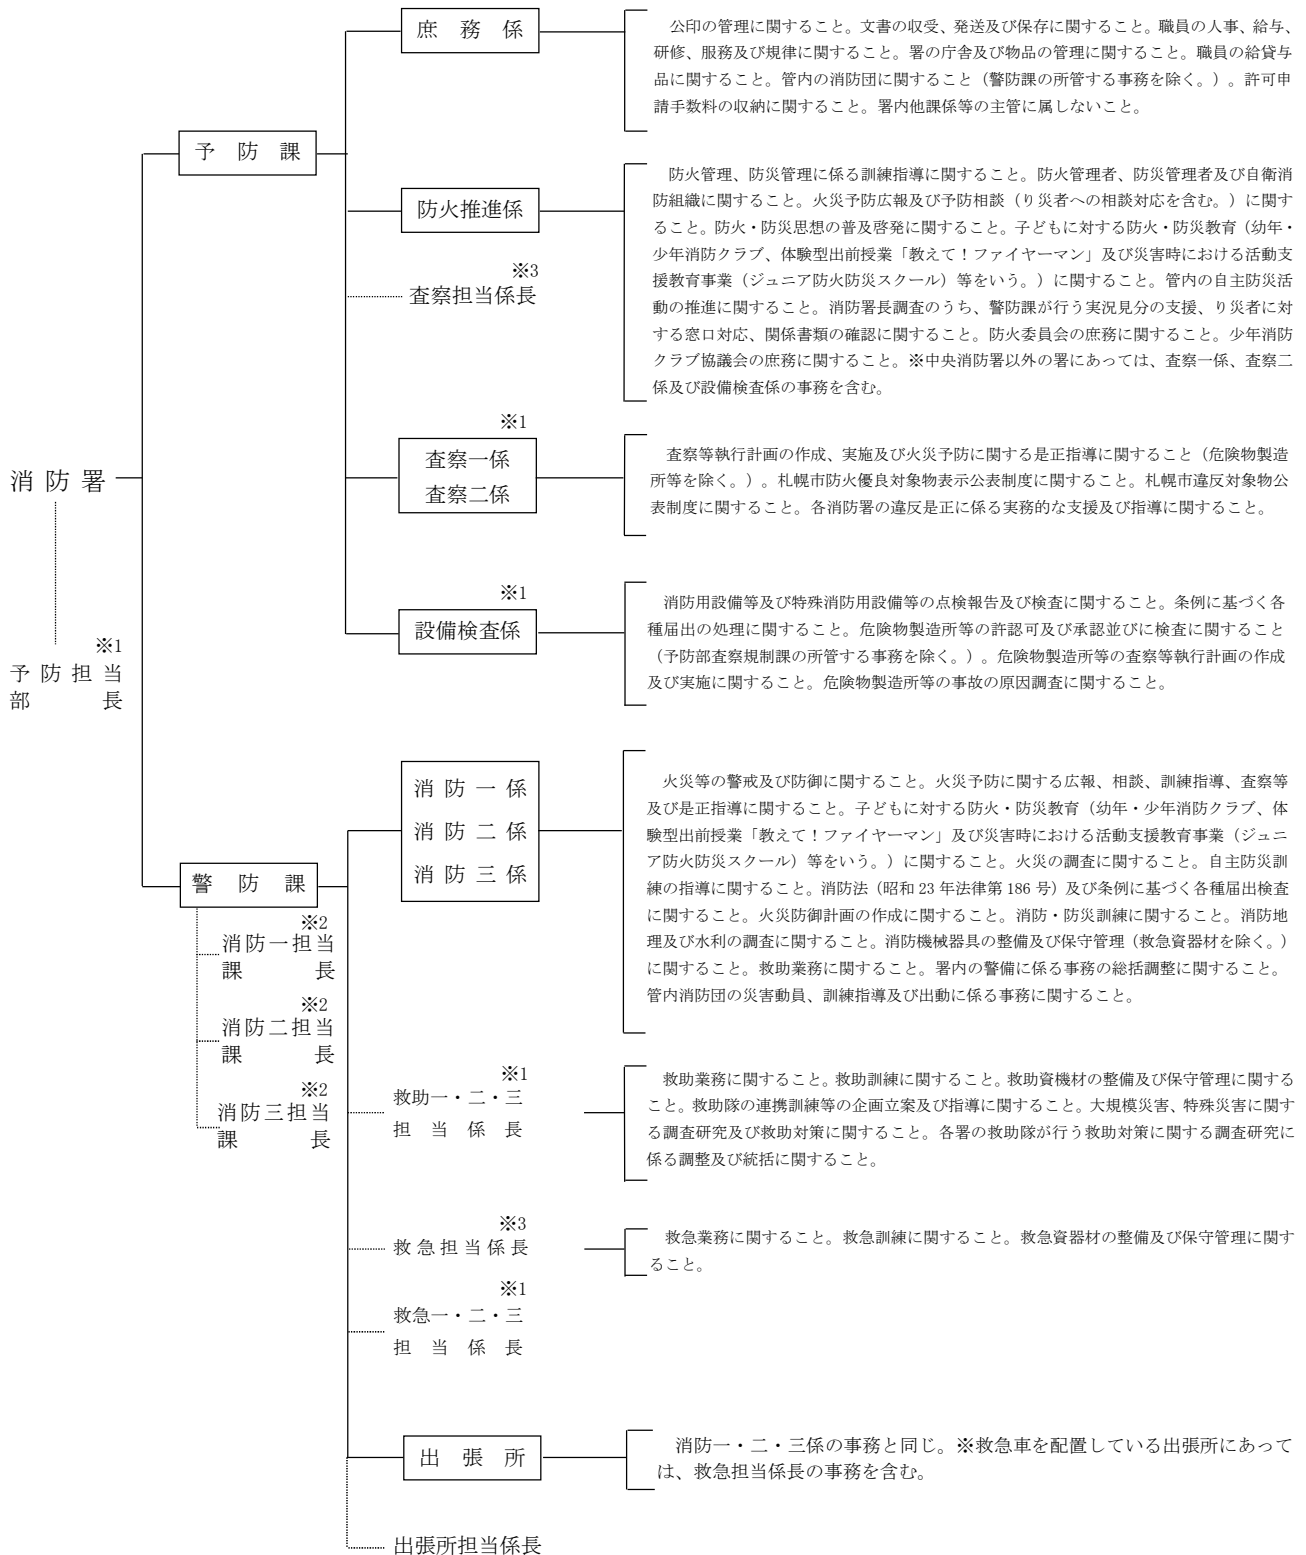 庶務係
公印の管理に関すること。文書の収受、発送及び保存に関すること。職員の人事、給与、
研修、服務及び規律に関すること。署の庁舎及び物品の管理に関すること。職員の給貸与
品に関すること。管内の消防団に関すること（警防課の所管する事務を除く。）。許可申
請手数料の収納に関すること。署内他課係等の主管に属しないこと。
予防課
防火推進係
防火管理、防災管理に係る訓練指導に関すること。防火管理者、防災管理者及び自衛消
防組織に関すること。火災予防広報及び予防相談（り災者への相談対応を含む。）に関す
ること。防火・防災思想の普及啓発に関すること。子どもに対する防火・防災教育（幼年・
少年消防クラブ、体験型出前授業「教えて！ファイヤーマン」及び災害時における活動支
援教育事業（ジュニア防火防災スクール）等をいう。）に関すること。管内の自主防災活
動の推進に関すること。消防署長調査のうち、警防課が行う実況見分の支援、り災者に対
する窓口対応、関係書類の確認に関すること。防火委員会の庶務に関すること。少年消防
クラブ協議会の庶務に関すること。※中央消防署以外の署にあっては、査察一係、査察二
係及び設備検査係の事務を含む。
※3
査察担当係長
※1
査察一係
査察二係
査察等執行計画の作成、実施及び火災予防に関する是正指導に関すること（危険物製造
所等を除く。）。札幌市防火優良対象物表示公表制度に関すること。札幌市違反対象物公
表制度に関すること。各消防署の違反是正に係る実務的な支援及び指導に関すること。
消防署
※1
予防担当
部長
※1
設備検査係
消防用設備等及び特殊消防用設備等の点検報告及び検査に関すること。条例に基づく各
種届出の処理に関すること。危険物製造所等の許認可及び承認並びに検査に関すること
（予防部査察規制課の所管する事務を除く。）。危険物製造所等の査察等執行計画の作成
及び実施に関すること。危険物製造所等の事故の原因調査に関すること。
消防一係
消防二係
消防三係
火災等の警戒及び防御に関すること。火災予防に関する広報、相談、訓練指導、査察等
及び是正指導に関すること。子どもに対する防火・防災教育（幼年・少年消防クラブ、体
験型出前授業「教えて！ファイヤーマン」及び災害時における活動支援教育事業（ジュニ
ア防火防災スクール）等をいう。）に関すること。火災の調査に関すること。自主防災訓
練の指導に関すること。消防法（昭和 23 年法律第 186 号）及び条例に基づく各種届出検査
に関すること。火災防御計画の作成に関すること。消防・防災訓練に関すること。消防地
理及び水利の調査に関すること。消防機械器具の整備及び保守管理（救急資器材を除く。）
に関すること。救助業務に関すること。署内の警備に係る事務の総括調整に関すること。
管内消防団の災害動員、訓練指導及び出動に係る事務に関すること。
警防課
※2
消防一担当
課長
※2
消防二担当
課長
※2
消防三担当
課長
※1
救助一・二・三
担当係長
救助業務に関すること。救助訓練に関すること。救助資機材の整備及び保守管理に関する
こと。救助隊の連携訓練等の企画立案及び指導に関すること。大規模災害、特殊災害に関す
る調査研究及び救助対策に関すること。各署の救助隊が行う救助対策に関する調査研究に
係る調整及び統括に関すること。
※3
救急担当係長
救急業務に関すること。救急訓練に関すること。救急資器材の整備及び保守管理に関す
ること。
※1
救急一・二・三
担当係長
出張所
消防一・二・三係の事務と同じ。※救急車を配置している出張所にあって
は、救急担当係長の事務を含む。
出張所担当係長